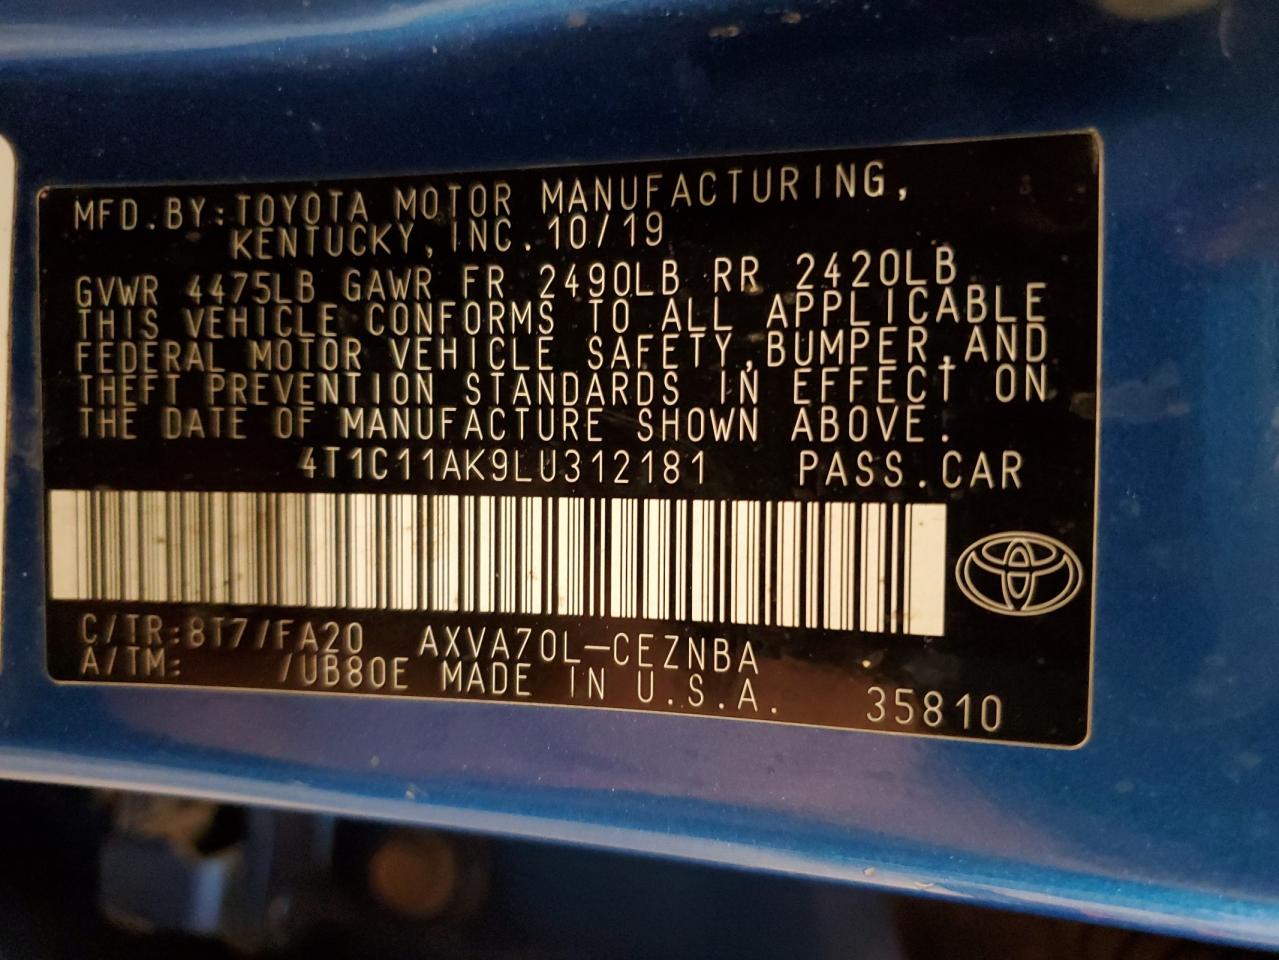 MFD.BY:TOYOTA MOTOR MANUFACTURING,
KENTUCKY, INC. 10/19
GVWR 4475LB GAWR FR 2490LB RR 2420LB
THIS VEHICLE CONFORMS TO ALL APPLICABLE
FEDERAL MOTOR VEHICLE SAFETY,BUMPER,AND
THEFT PREVENTION STANDARDS IN EFFECT ON
THE DATE OF MANUFACTURE SHOWN ABOVE.
4T1C11AK9LU312181 PASS.CAR
C/TR:8T7/FA20 AXVA70L-CEZNBA
A/TM: /UB80E MADE IN U.S.A. 35810